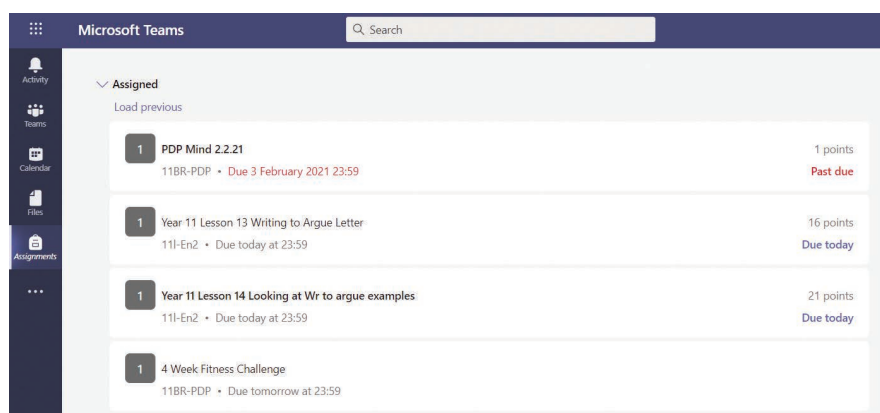 Microsoft Teams
Search
Activity
Teams
Calendar
Files
Assignments
Assigned
Load previous
1 PDP Mind 2.2.21 1 points
11BR-PDP • Due 3 February 2021 23:59 Past due
1 Year 11 Lesson 13 Writing to Argue Letter 16 points
11I-En2 • Due today at 23:59 Due today
1 Year 11 Lesson 14 Looking at Wr to argue examples 21 points
11I-En2 • Due today at 23:59 Due today
1 4 Week Fitness Challenge
11BR-PDP • Due tomorrow at 23:59